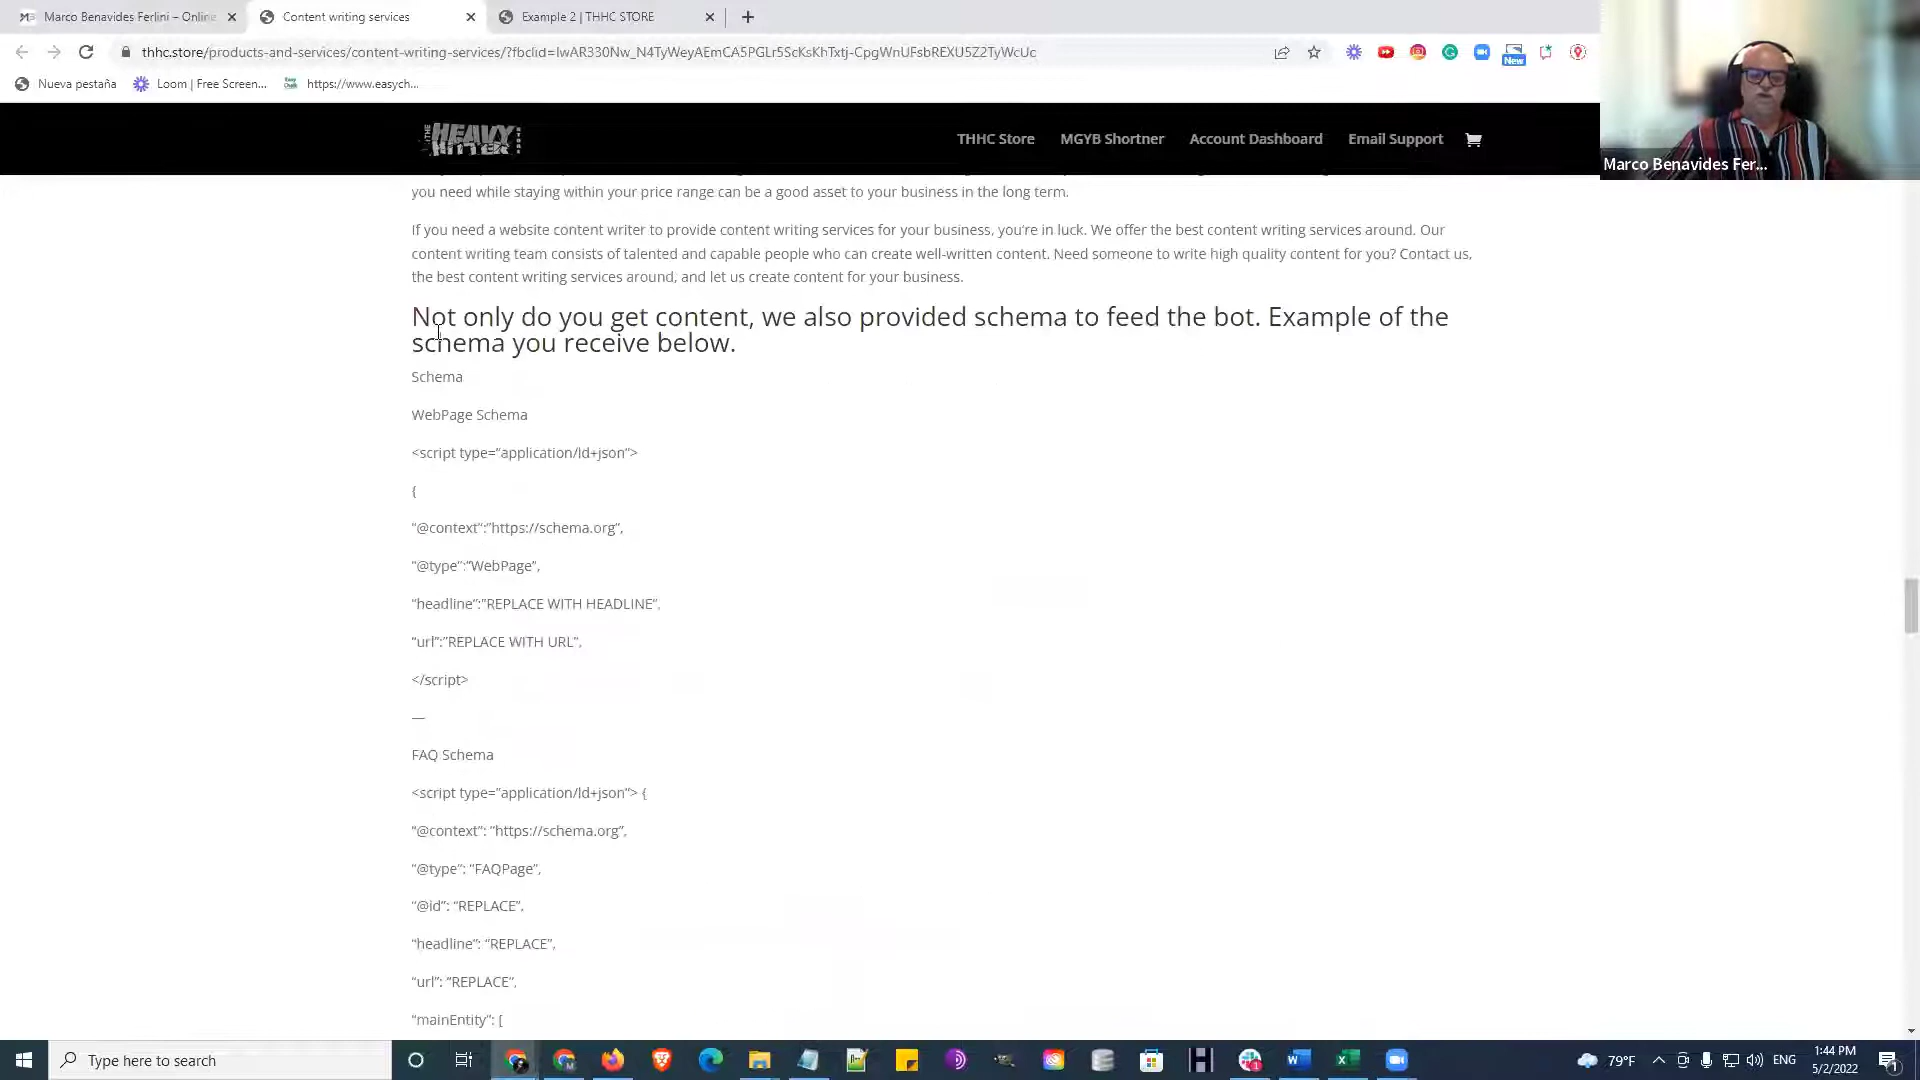 Marco Benavides Ferlini – Online
Content writing services
Example 2 | THHC STORE
thhc.store/products-and-services/content-writing-services/?fbclid=IwAR330Nw_N4TyWeyAEmCA5PGLr5ScKsKhTxtj-CpgWnUFsbREXU5Z2TyWcUc
New
Nueva pestaña
Loom | Free Screen...
https://www.easych...
THE HEAVY HITTER STORE
THHC Store
MGYB Shortner
Account Dashboard
Email Support
Marco Benavides Fer...
you need while staying within your price range can be a good asset to your business in the long term.
If you need a website content writer to provide content writing services for your business, you’re in luck. We offer the best content writing services around. Our
content writing team consists of talented and capable people who can create well-written content. Need someone to write high quality content for you? Contact us,
the best content writing services around, and let us create content for your business.
Not only do you get content, we also provided schema to feed the bot. Example of the
schema you receive below.
Schema
WebPage Schema
<script type=”application/ld+json”>
{
“@context”:”https://schema.org”,
“@type”:”WebPage”,
“headline”:”REPLACE WITH HEADLINE”,
“url”:”REPLACE WITH URL”,
</script>
—
FAQ Schema
<script type=”application/ld+json”> {
“@context”: “https://schema.org”,
“@type”: “FAQPage”,
“@id”: “REPLACE”,
“headline”: “REPLACE”,
“url”: “REPLACE”,
“mainEntity”: [
Type here to search
79°F
ENG
1:44 PM
5/2/2022